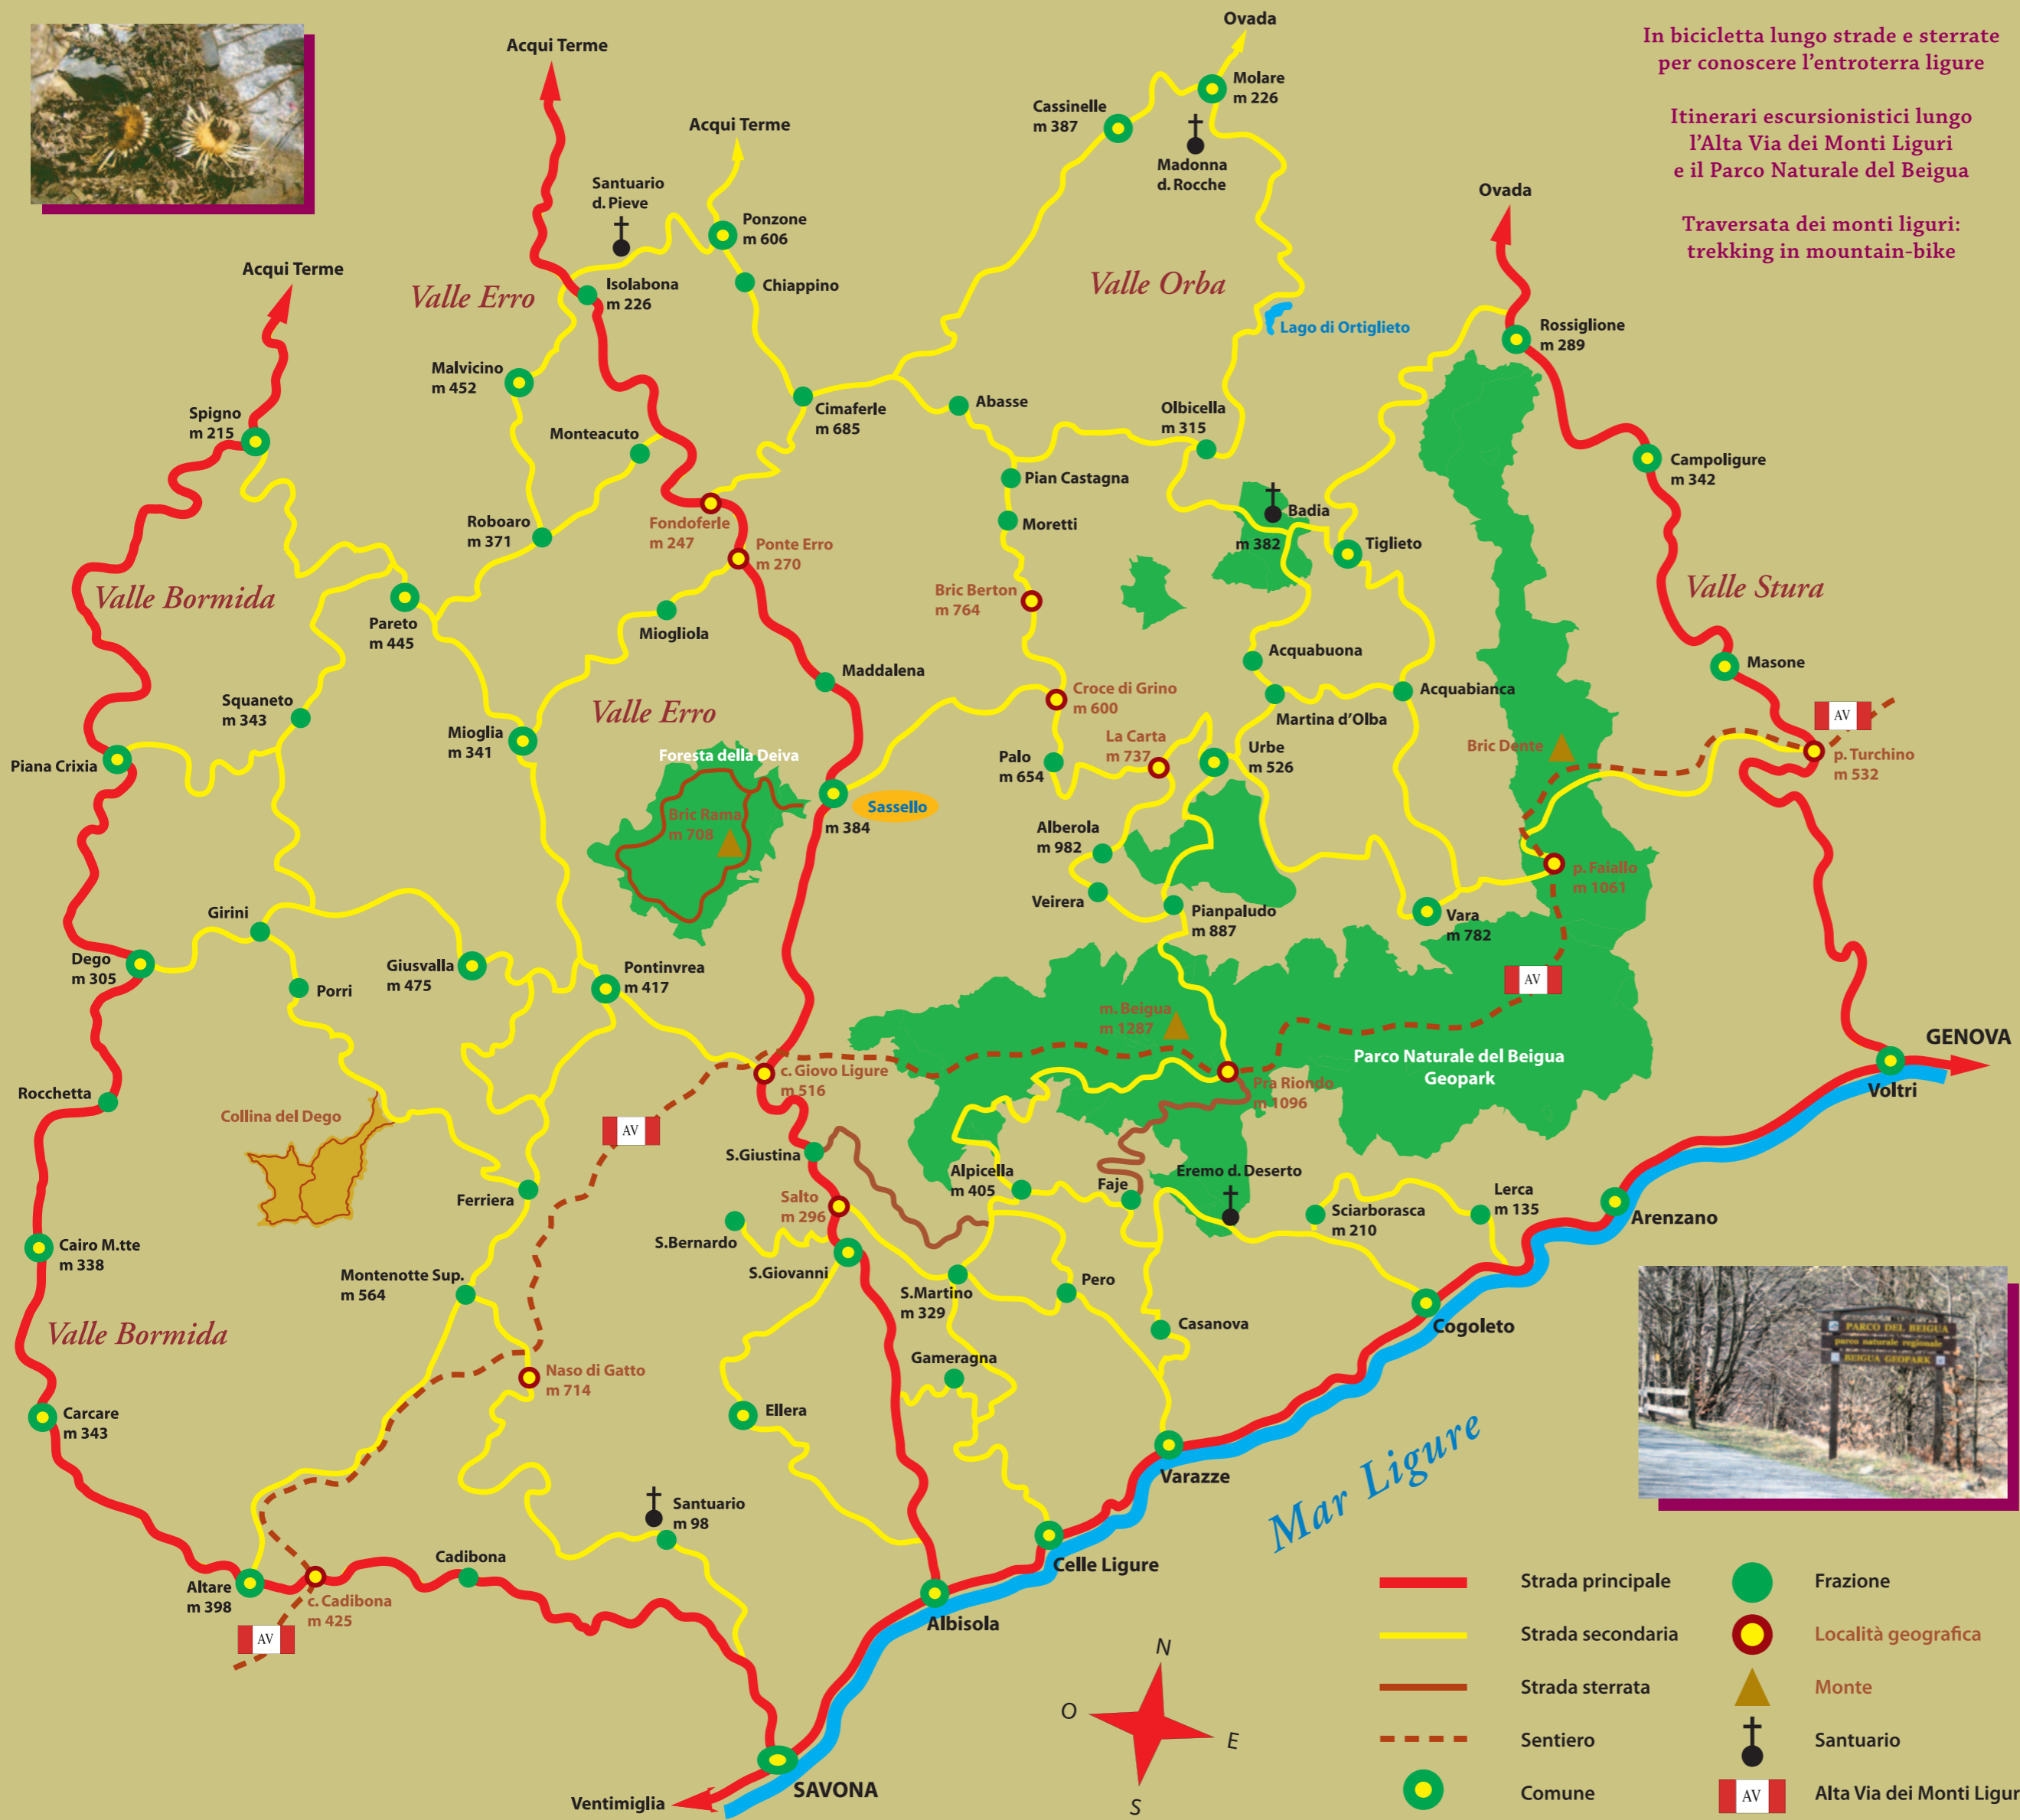 Ovada
Acqui Terme
In bicicletta lungo strade e sterrate
per conoscere l'entroterra ligure
Itinerari escursionistici lungo
l'Alta Via dei Monti Liguri
e il Parco Naturale del Beigua
Traversata dei monti liguri:
trekking in mountain-bike
Molare
m 226
Cassinelle
m 387
Acqui Terme
Madonna
d. Rocche
Santuario
d. Pieve
Ovada
Ponzone
m 606
Acqui Terme
Isolabona
m 226
Chiappino
Valle Erro
Valle Orba
Lago di Ortiglieto
Rossiglione
m 289
Malvicino
m 452
Spigno
m 215
Cimaferle
m 685
Abasse
Olbicella
m 315
Monteacuto
Campoligure
m 342
Pian Castagna
Roboaro
m 371
Fondoferle
m 247
Moretti
Badia
m 382
Ponte Erro
m 270
Tiglieto
Valle Bormida
Bric Berton
m 764
Valle Stura
Pareto
m 445
Miogliola
Acquabuona
Masone
Maddalena
Squaneto
m 343
Valle Erro
Croce di Grino
m 600
Acquabianca
Martina d'Olba
AV
Mioglia
m 341
La Carta
m 737
Bric Dente
Piana Crixia
Foresta della Deiva
Palo
m 654
Urbe
m 526
p. Turchino
m 532
Bric Rama
m 708
Sassello
m 384
Alberola
m 982
p. Faiallo
m 1061
Veirera
Girini
Pianpaludo
m 887
Vara
m 782
Dego
m 305
Giusvalla
m 475
Pontinvrea
m 417
Porri
AV
m. Beigua
m 1287
GENOVA
Parco Naturale del Beigua
Geopark
c. Giovo Ligure
m 516
Pra Riondo
m 1096
Voltri
Rocchetta
Collina del Dego
AV
S.Giustina
Alpicella
m 405
Faje
Eremo d. Deserto
Ferriera
Salto
m 296
Sciarborasca
m 210
Lerca
m 135
Arenzano
Cairo M.tte
m 338
S.Bernardo
S.Giovanni
Montenotte Sup.
m 564
S.Martino
m 329
Pero
Valle Bormida
Casanova
Cogoleto
PARCO DEL BEIGUA
parco naturale regionale
BEIGUA GEOPARK
Gameragna
Naso di Gatto
m 714
Carcare
m 343
Ellera
Varazze
Mar Ligure
Santuario
m 98
Cadibona
Celle Ligure
Altare
m 398
c. Cadibona
m 425
Albisola
AV
Strada principale
Frazione
Strada secondaria
Località geografica
Strada sterrata
Monte
Sentiero
Santuario
Comune
AV
Alta Via dei Monti Ligur
N
O
E
S
SAVONA
Ventimiglia